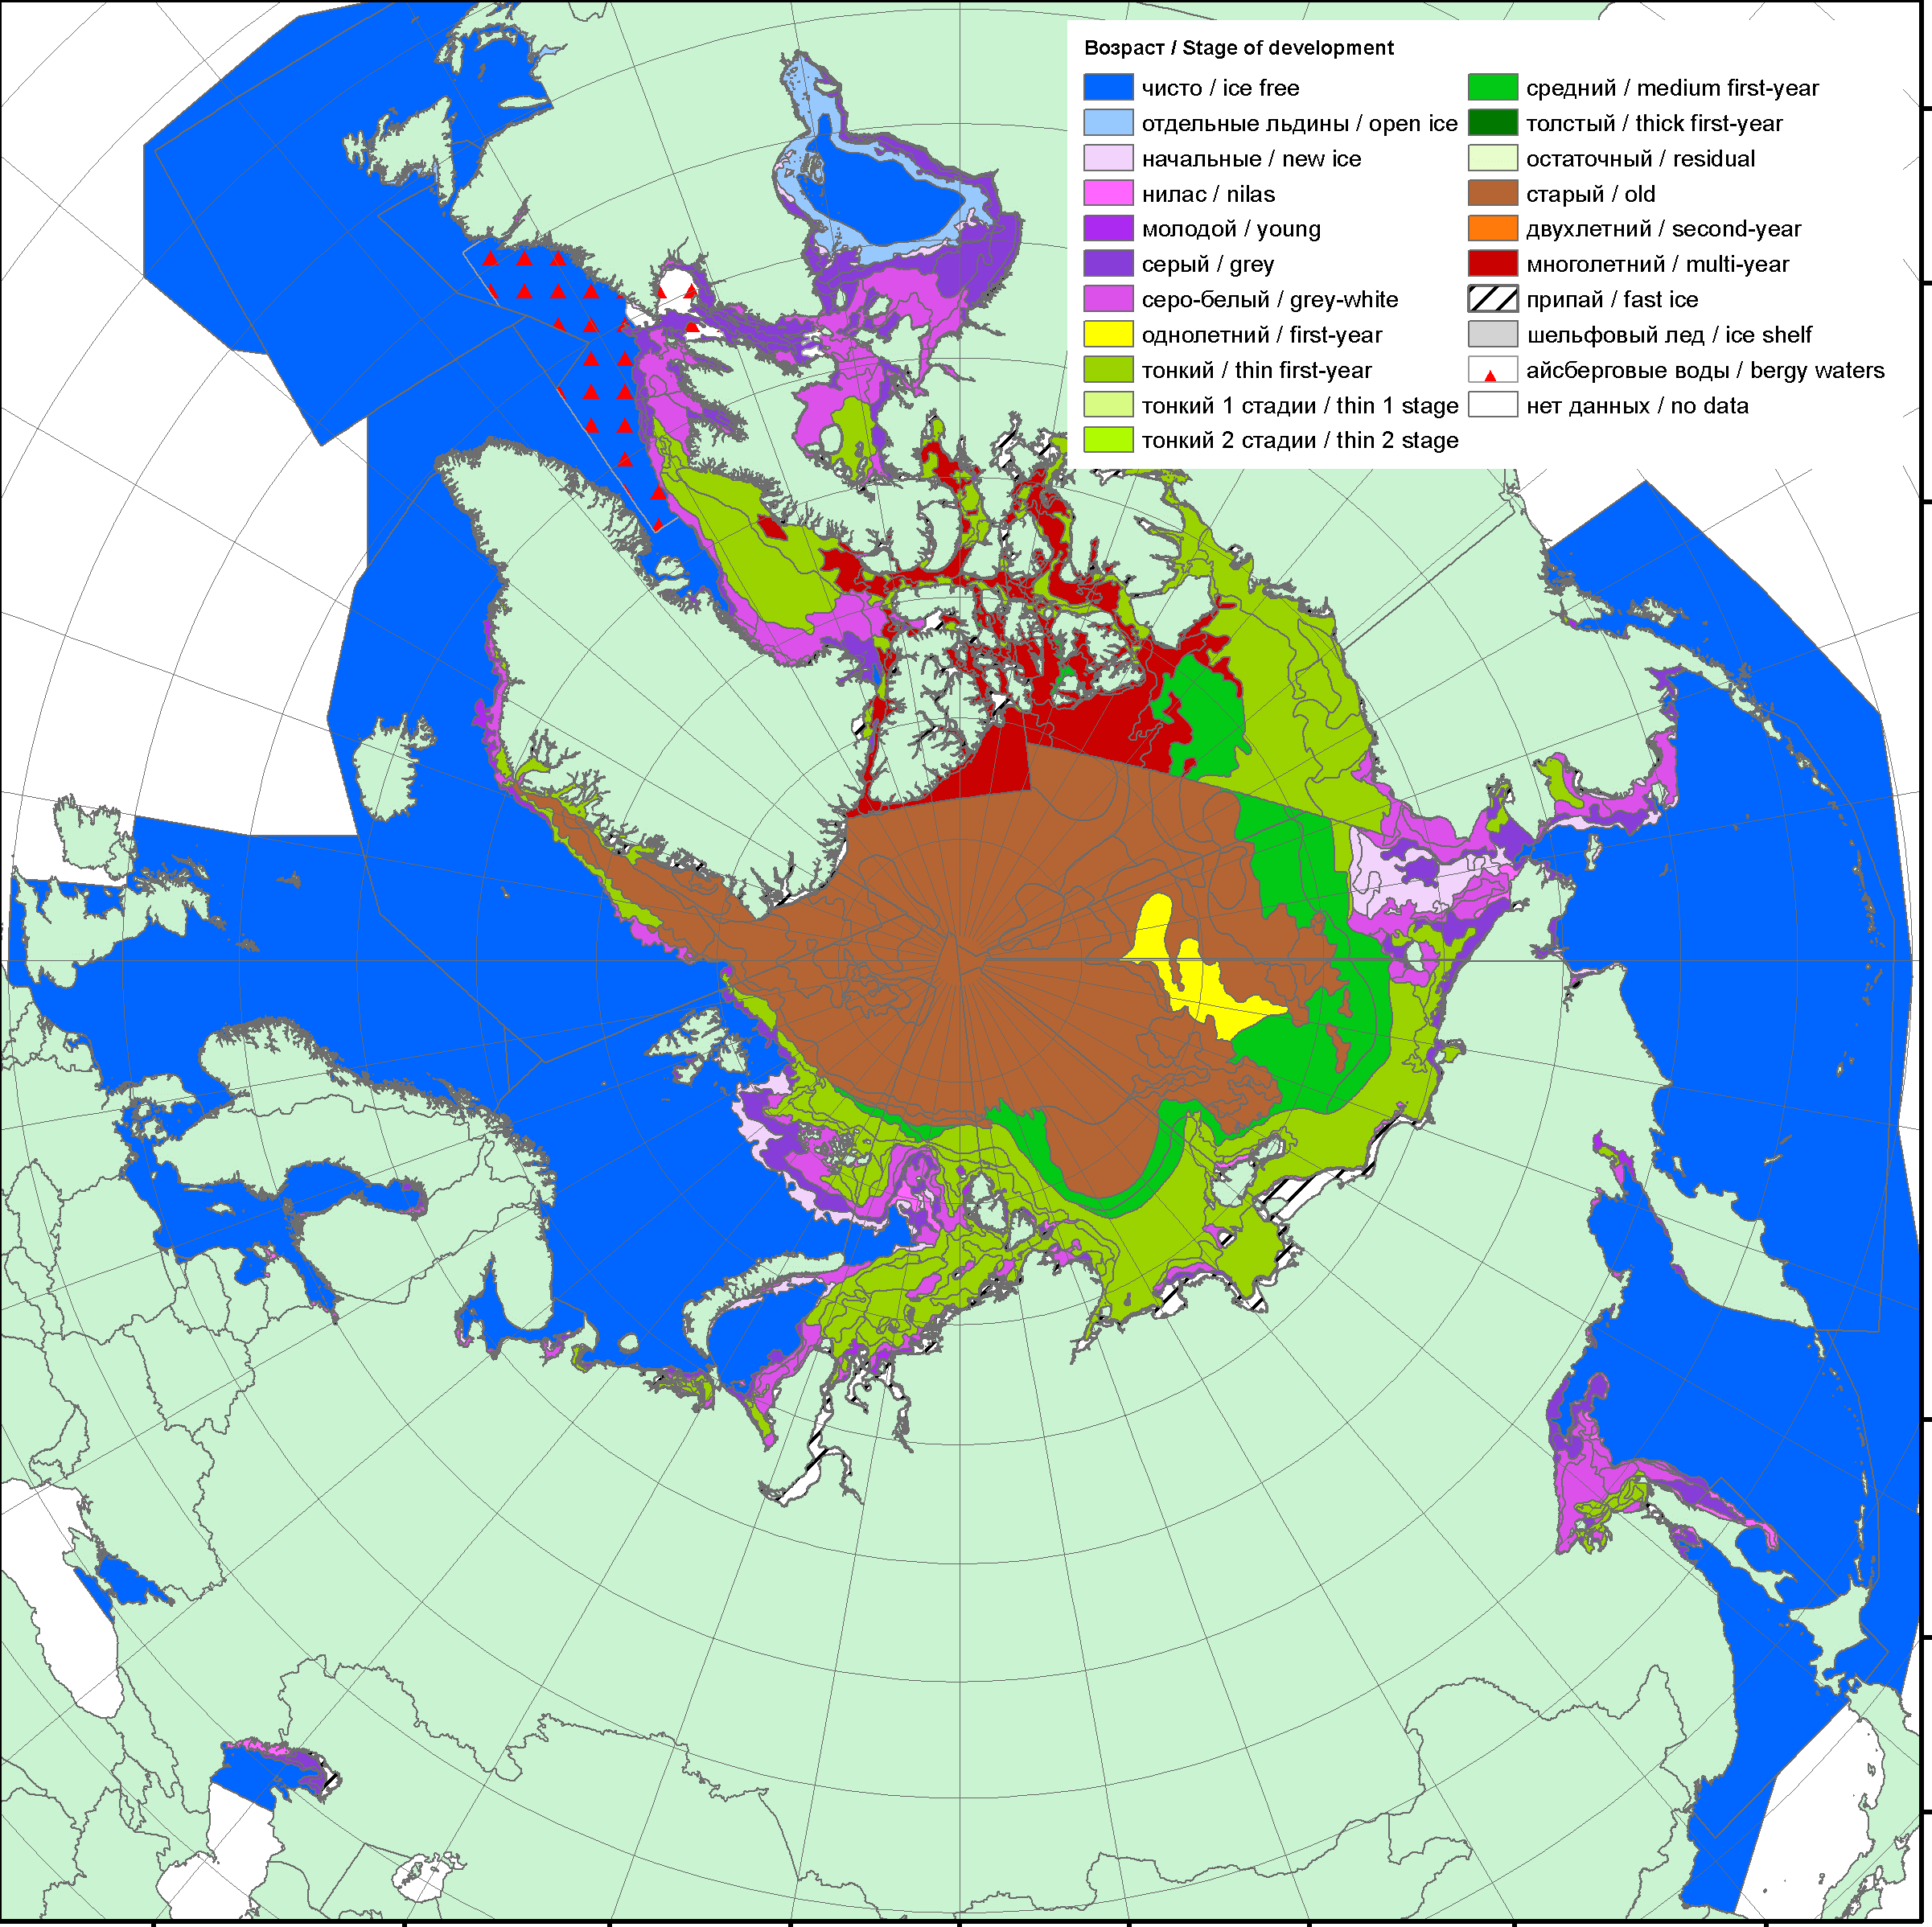 Возраст / Stage of development
чисто / ice free
отдельные льдины / open ice
начальные / new ice
нилас / nilas
молодой / young
серый / grey
серо-белый / grey-white
однолетний / first-year
тонкий / thin first-year
тонкий 1 стадии / thin 1 stage
тонкий 2 стадии / thin 2 stage
средний / medium first-year
толстый / thick first-year
остаточный / residual
старый / old
двухлетний / second-year
многолетний / multi-year
припай / fast ice
шельфовый лед / ice shelf
айсберговые воды / bergy waters
нет данных / no data